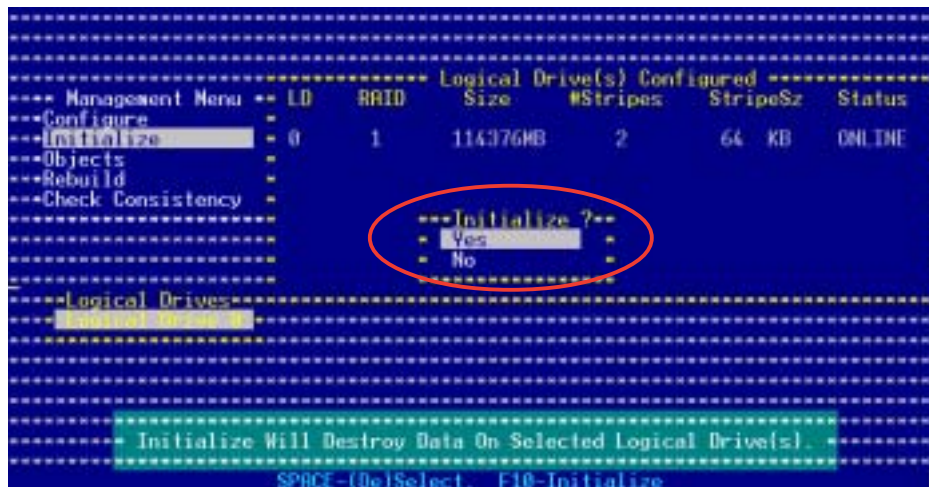 Logical Drive(s) Configured
Management Menu
LD RAID Size #Stripes StripeSz Status
Configure
Initialize
0 1 114376MB 2 64 KB ONLINE
Objects
Rebuild
Check Consistency
Initialize ?
Yes
No
Logical Drives
Logical Drive 0
Initialize Will Destroy Data On Selected Logical Drive(s).
SPACE-(De)Select, F10-Initialize